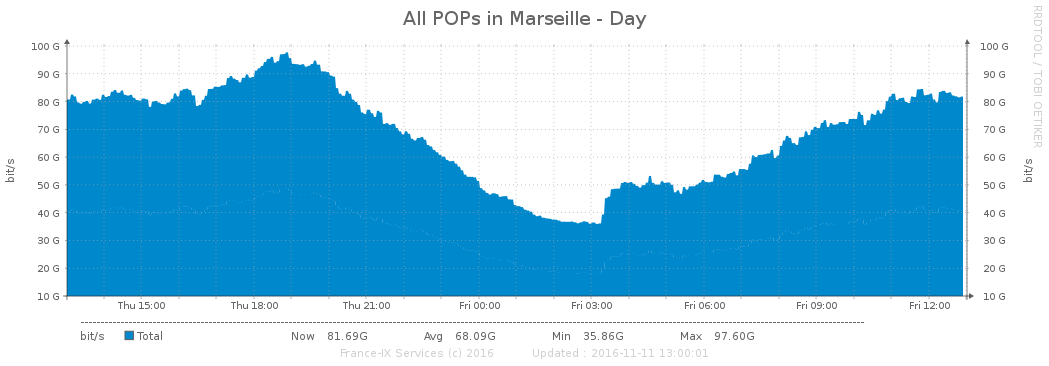 All POPs in Marseille - Day
RRDTOOL / TOBI OETIKER
bit/s
100 G 100 G
90 G 90 G
80 G 80 G
70 G 70 G
60 G 60 G
50 G 50 G
40 G 40 G
30 G 30 G
20 G 20 G
10 G 10 G
bit/s
Thu 15:00 Thu 18:00 Thu 21:00 Fri 00:00 Fri 03:00 Fri 06:00 Fri 09:00 Fri 12:00
bit/s Total Now 81.69G Avg 68.09G Min 35.86G Max 97.60G
France-IX Services (c) 2016 Updated : 2016-11-11 13:00:01